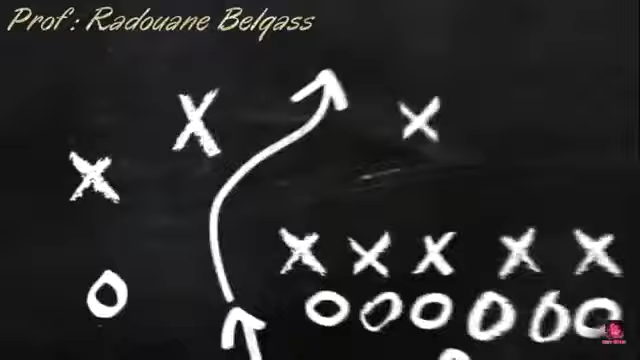 Prof : Radouane Belqass
X
X
X
X X X X X
O
O O O O O O